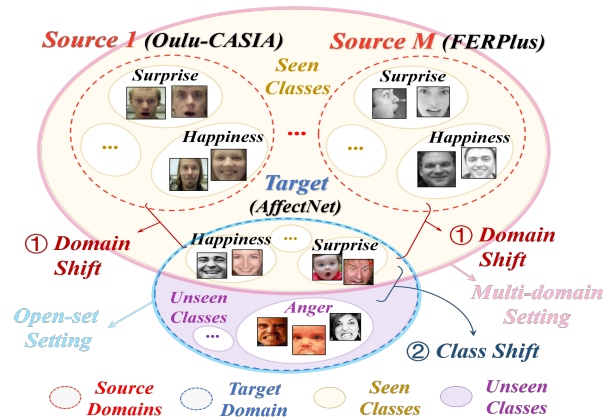 Source 1 (Oulu-CASIA)
Source M (FERPlus)
Seen
Classes
Surprise
Surprise
Happiness
Happiness
...
...
...
Target
(AffectNet)
① Domain
Shift
① Domain
Shift
Happiness
...
Surprise
Unseen
Classes
Anger
...
Open-set
Setting
Multi-domain
Setting
② Class Shift
Source
Domains
Target
Domain
Seen
Classes
Unseen
Classes